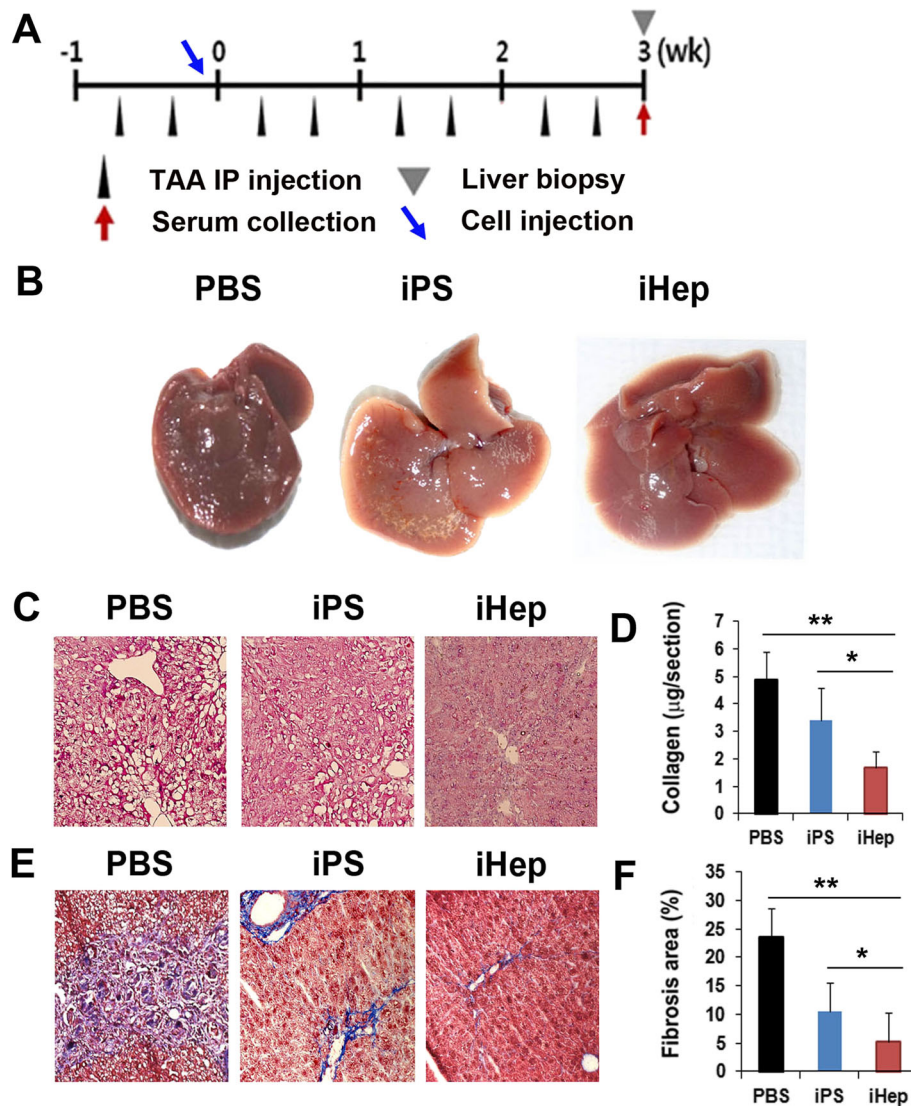 A
-1 0 1 2 3 (wk)
TAA IP injection Liver biopsy
Serum collection Cell injection
B
PBS iPS iHep
C
PBS iPS iHep
D
**
*
Collagen (μg/section)
7
6
5
4
3
2
1
0
PBS iPS iHep
E
PBS iPS iHep
F
**
*
Fibrosis area (%)
35
30
25
20
15
10
5
0
PBS iPS iHep